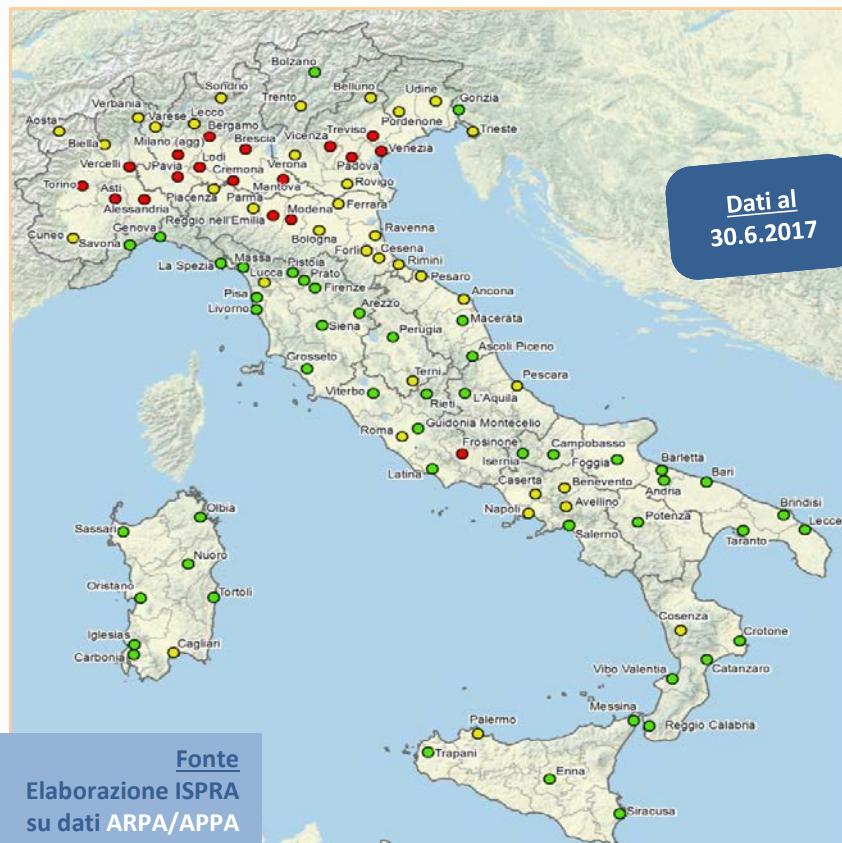 Bolzano
Sondrio
Belluno
Udine
Verbania
Trento
Gorizia
Varese
Lecco
Pordenone
Aosta
Bergamo
Treviso
Trieste
Biella
Milano (agg)
Brescia
Vicenza
Venezia
Vercelli
Lodi
Padova
Pavia
Cremona
Verona
Torino
Asti
Mantova
Rovigo
Piacenza
Parma
Alessandria
Modena
Ferrara
Reggio nell'Emilia
Genova
Ravenna
Cuneo
Savona
Bologna
Forlì
Cesena
Rimini
La Spezia
Massa
Pistoia
Lucca
Prato
Pesaro
Firenze
Pisa
Ancona
Livorno
Arezzo
Macerata
Siena
Perugia
Grosseto
Ascoli Piceno
Terni
Pescara
Viterbo
Rieti
L'Aquila
Guidonia Montecelio
Roma
Frosinone
Campobasso
Isernia
Foggia
Barletta
Latina
Caserta
Benevento
Bari
Andria
Avellino
Brindisi
Napoli
Potenza
Lecce
Salerno
Taranto
Olbia
Sassari
Nuoro
Oristano
Tortolì
Iglesias
Cagliari
Carbonia
Cosenza
Crotone
Catanzaro
Vibo Valentia
Messina
Reggio Calabria
Palermo
Trapani
Enna
Siracusa
Dati al
30.6.2017
Fonte
Elaborazione ISPRA
su dati ARPA/APPA